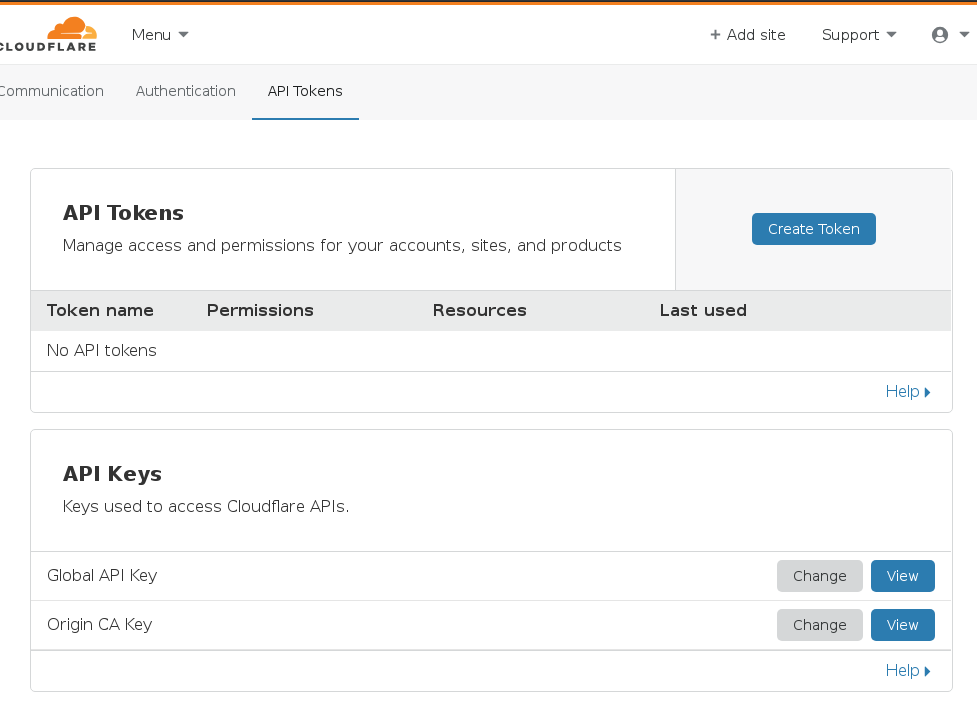 CLOUDFLARE Menu + Add site Support
Communication Authentication API Tokens
API Tokens
Manage access and permissions for your accounts, sites, and products
Create Token
Token name Permissions Resources Last used
No API tokens
Help
API Keys
Keys used to access Cloudflare APIs.
Global API Key Change View
Origin CA Key Change View
Help